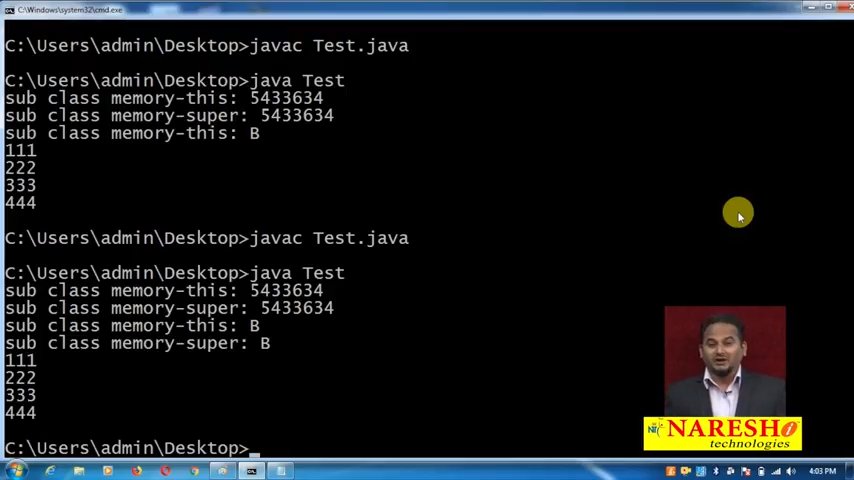 C:\Windows\system32\cmd.exe
C:\Users\admin\Desktop>javac Test.java
C:\Users\admin\Desktop>java Test
sub class memory-this: 5433634
sub class memory-super: 5433634
sub class memory-this: B
111
222
333
444
C:\Users\admin\Desktop>javac Test.java
C:\Users\admin\Desktop>java Test
sub class memory-this: 5433634
sub class memory-super: 5433634
sub class memory-this: B
sub class memory-super: B
111
222
333
444
C:\Users\admin\Desktop>_
NARESH i
technologies
4:03 PM